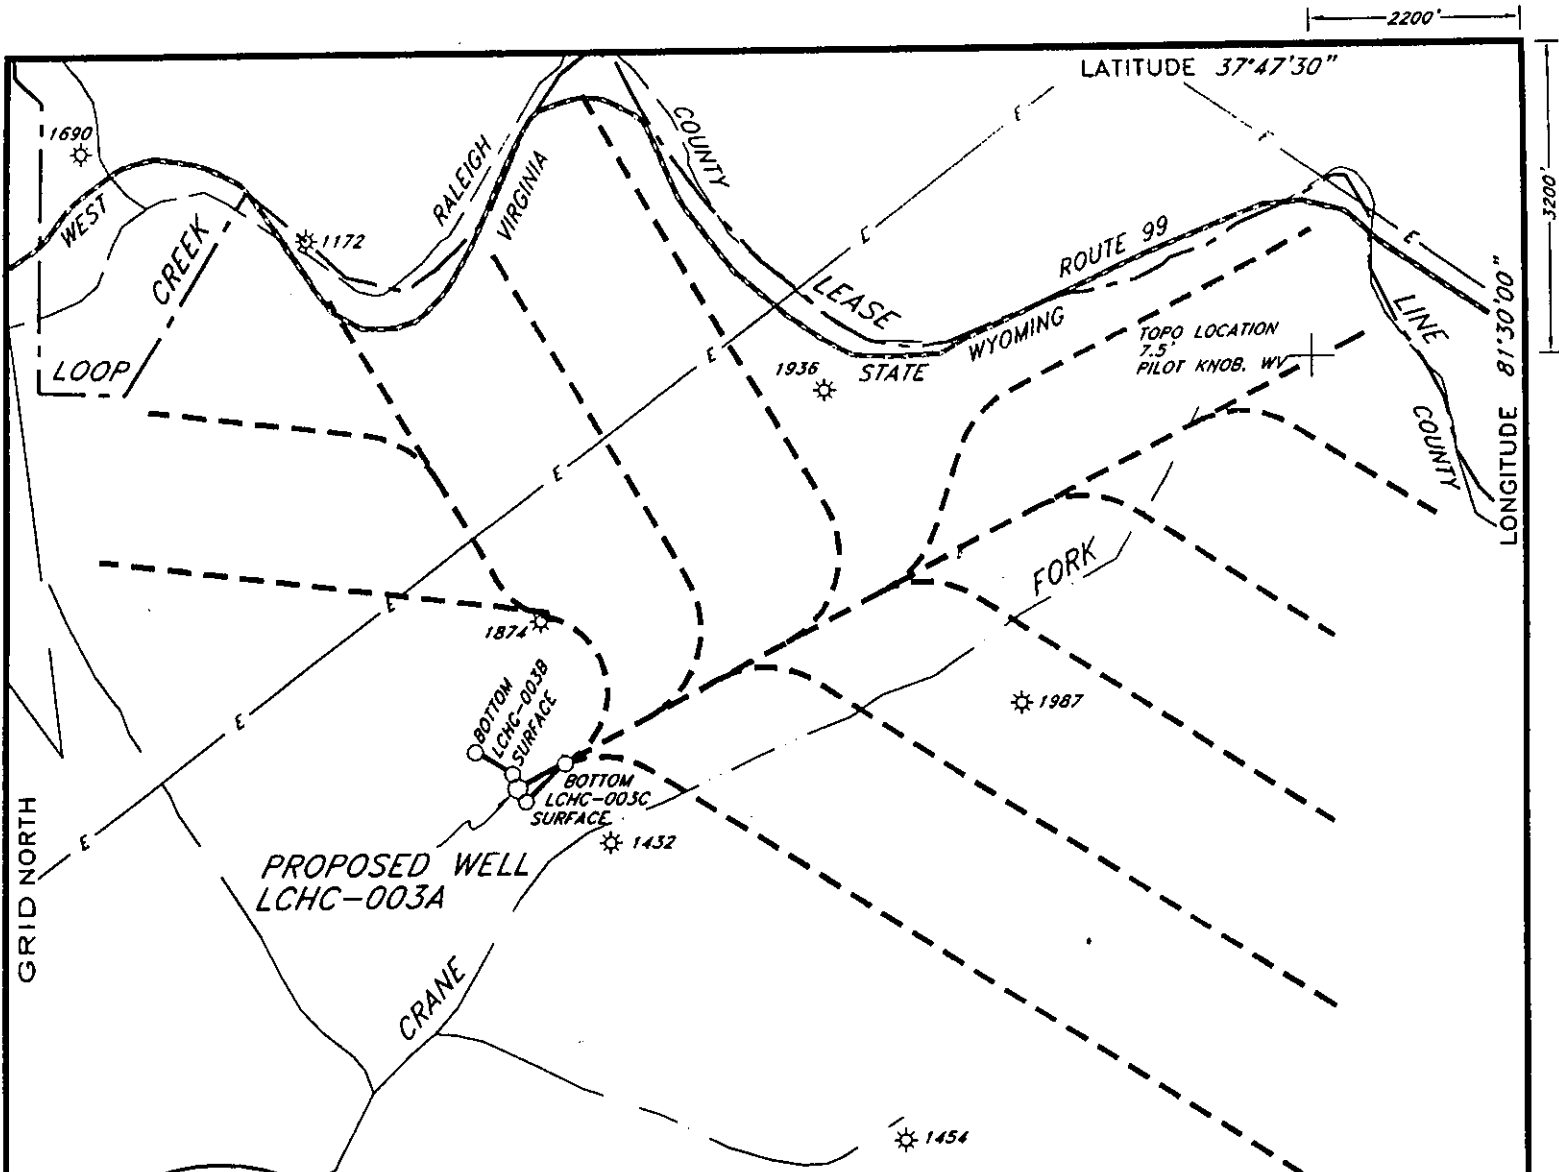 2200'
LATITUDE 37°47'30"
3200'
1690
WEST
CREEK
1172
RALEIGH
VIRGINIA
COUNTY
E
F
E
ROUTE 99
LEASE
WYOMING
STATE
1936
E
E
TOPO LOCATION
7.5'
PILOT KNOB, WV
LINE
COUNTY
LONGITUDE 81°30'00"
LOOP
E
E
FORK
1874
E
BOTTOM
LCHC-003B
SURFACE
1987
BOTTOM
LCHC-003C
SURFACE
1432
E
PROPOSED WELL
LCHC-003A
GRID NORTH
CRANE
1454